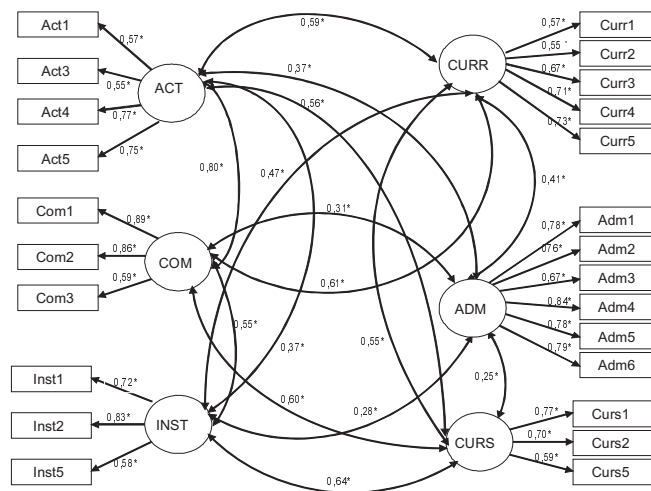 Act1
0,57*
Act3
0,55*
Act4
0,77*
Act5
0,75*
ACT
0,59*
0,37*
0,56*
0,80*
0,47*
CURR
0,57*
Curr1
0,55*
Curr2
0,67*
Curr3
0,71*
Curr4
0,73*
Curr5
0,41*
Com1
0,89*
Com2
0,86*
Com3
0,59*
COM
0,31*
0,61*
0,55*
0,37*
0,55*
ADM
0,78*
Adm1
0,76*
Adm2
0,67*
Adm3
0,84*
Adm4
0,78*
Adm5
0,79*
Adm6
0,25*
Inst1
0,72*
Inst2
0,83*
Inst5
0,58*
INST
0,60*
0,28*
0,64*
CURS
0,77*
Curs1
0,70*
Curs2
0,59*
Curs5